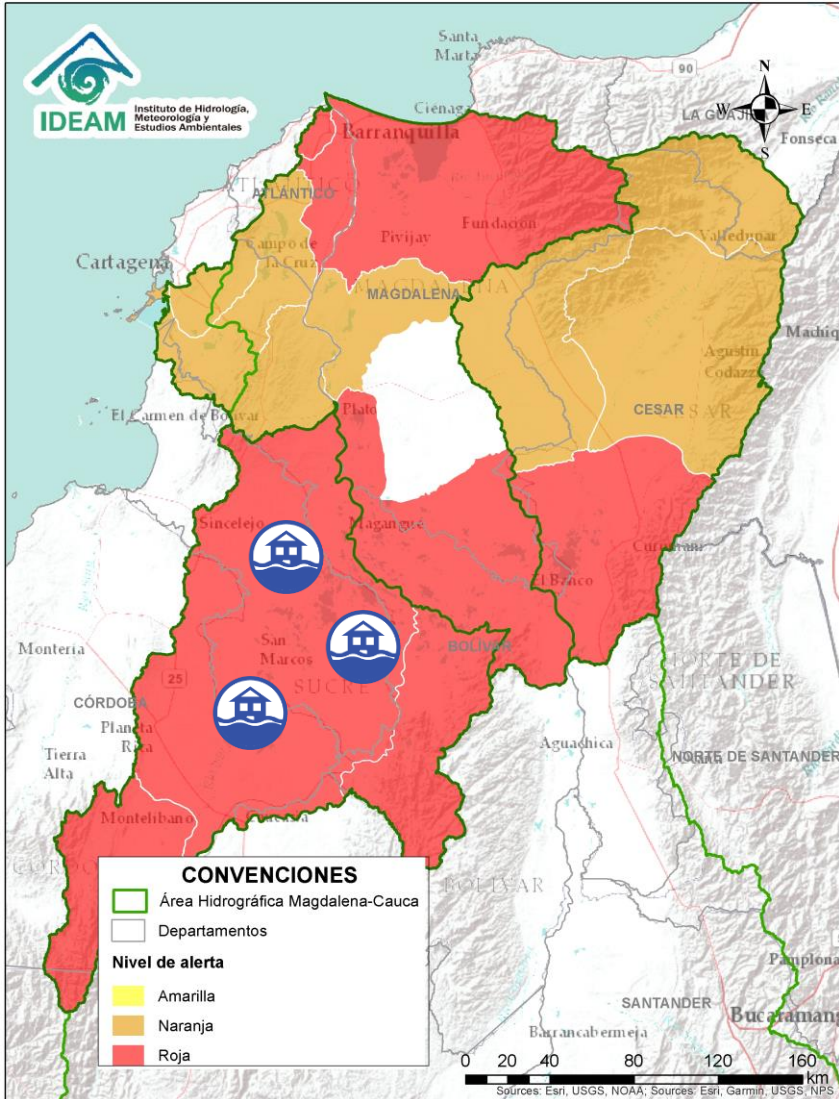 IDEAM
Instituto de Hidrología,
Meteorología y
Estudios Ambientales
Santa
Marta
90
N
W
E
S
Ciénaga
LA GUAJI
Fonseca
Barranquilla
ATLÁNTICO
Pivijay
Fundación
Valledupar
Campo de
la Cruz
Cartagena
MAGDALENA
Agustín
Codazzi
CESAR
El Carmen de Bolívar
Plato
Sincelejo
Magangué
Curumaní
El Banco
San
Marcos
SUCRE
BOLÍVAR
NORTE DE
SANTANDER
Montería
25
CÓRDOBA
Planeta
Rica
Tierra
Alta
Aguachica
NORTE DE SANTANDER
Montelíbano
Caucasia
BOLÍVAR
CONVENCIONES
Área Hidrográfica Magdalena-Cauca
Departamentos
Nivel de alerta
Amarilla
Naranja
Roja
Pamplona
SANTANDER
Bucaramang
Barrancabermeja
0 20 40 80 120 160
km
Sources: Esri, USGS, NOAA; Sources: Esri, Garmin, USGS, NPS